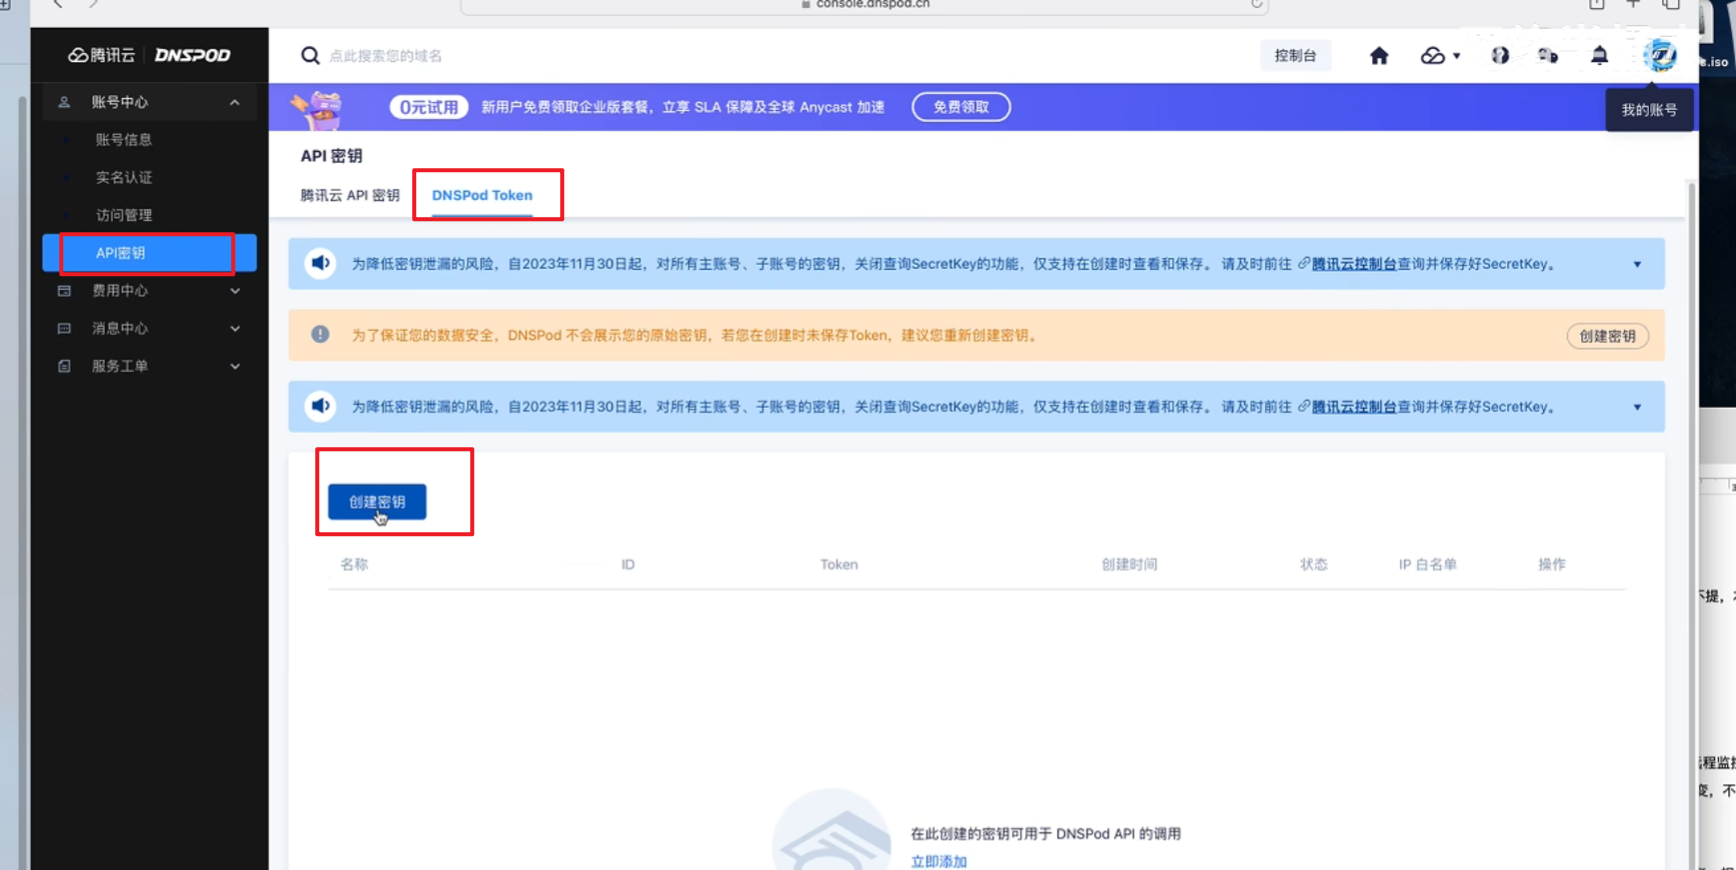 console.dnspod.cn
腾讯云 DNSPOD
点此搜索您的域名
控制台
s.iso
账号中心
账号信息
实名认证
访问管理
API密钥
费用中心
消息中心
服务工单
0元试用 新用户免费领取企业版套餐，立享 SLA 保障及全球 Anycast 加速 免费领取
我的账号
API 密钥
腾讯云 API 密钥 DNSPod Token
为降低密钥泄漏的风险，自2023年11月30日起，对所有主账号、子账号的密钥，关闭查询SecretKey的功能，仅支持在创建时查看和保存。 请及时前往 腾讯云控制台查询并保存好SecretKey。
为了保证您的数据安全，DNSPod 不会展示您的原始密钥，若您在创建时未保存Token，建议您重新创建密钥。 创建密钥
为降低密钥泄漏的风险，自2023年11月30日起，对所有主账号、子账号的密钥，关闭查询SecretKey的功能，仅支持在创建时查看和保存。 请及时前往 腾讯云控制台查询并保存好SecretKey。
创建密钥
名称 ID Token 创建时间 状态 IP 白名单 操作
不提，
程监
变，不
在此创建的密钥可用于 DNSPod API 的调用
立即添加